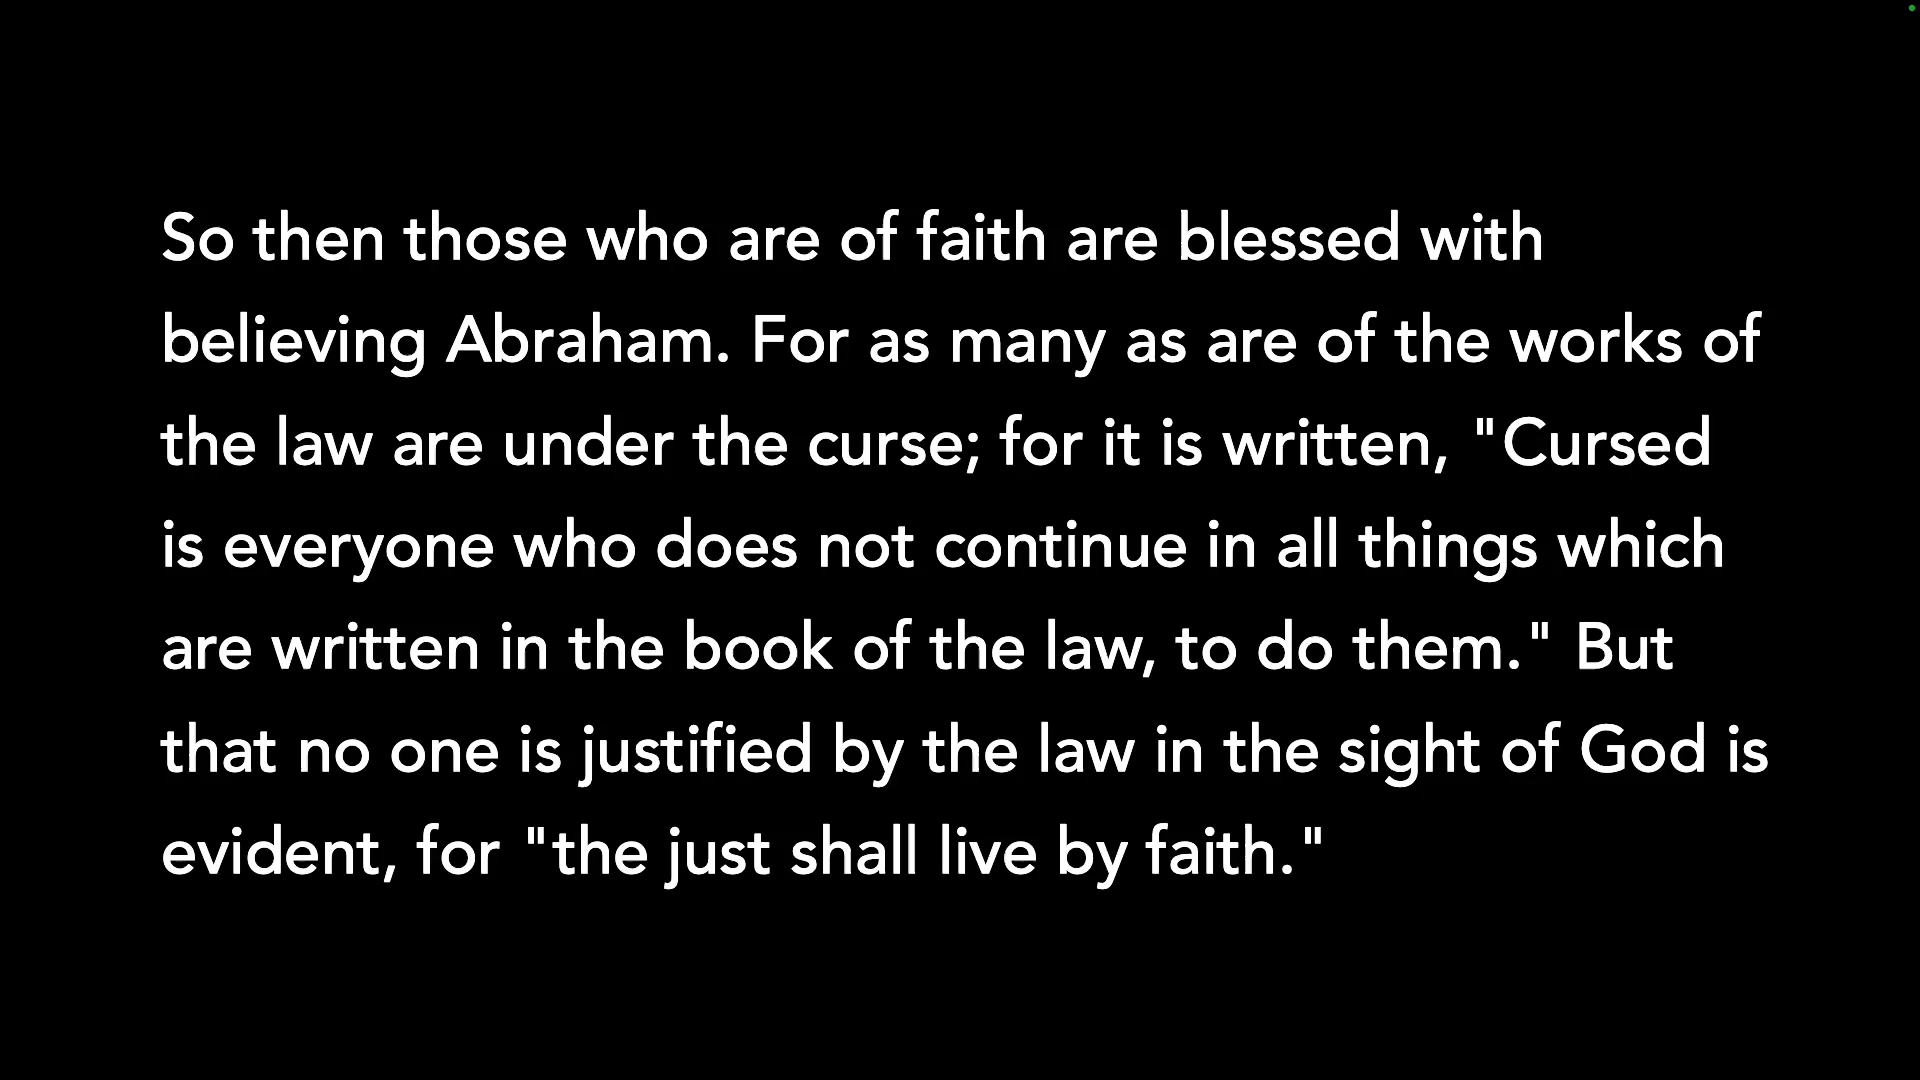 So then those who are of faith are blessed with
believing Abraham. For as many as are of the works of
the law are under the curse; for it is written, "Cursed
is everyone who does not continue in all things which
are written in the book of the law, to do them." But
that no one is justified by the law in the sight of God is
evident, for "the just shall live by faith."